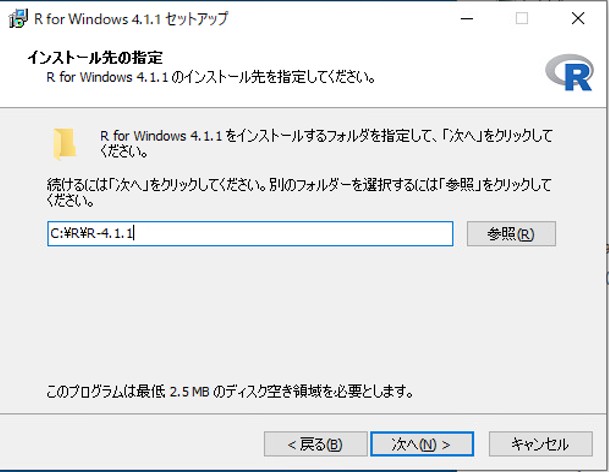 R for Windows 4.1.1 セットアップ
インストール先の指定
R for Windows 4.1.1 のインストール先を指定してください。
R
R for Windows 4.1.1 をインストールするフォルダを指定して、「次へ」をクリックして
ください。
続けるには「次へ」をクリックしてください。別のフォルダーを選択するには「参照」をクリックして
ください。
C:¥R¥R-4.1.1
参照(R)
このプログラムは最低 2.5 MB のディスク空き領域を必要とします。
< 戻る(B)
次へ(N) >
キャンセル